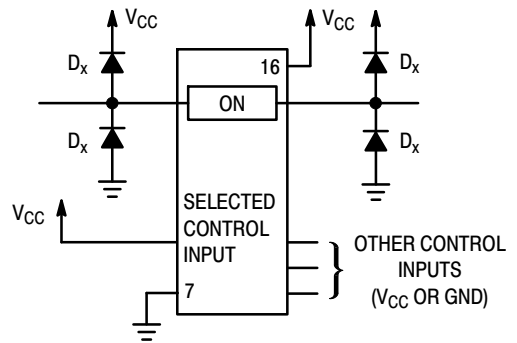 VCC
VCC
16
Dx
Dx
ON
Dx
Dx
SELECTED
CONTROL
INPUT
VCC
OTHER CONTROL
INPUTS
(VCC OR GND)
7